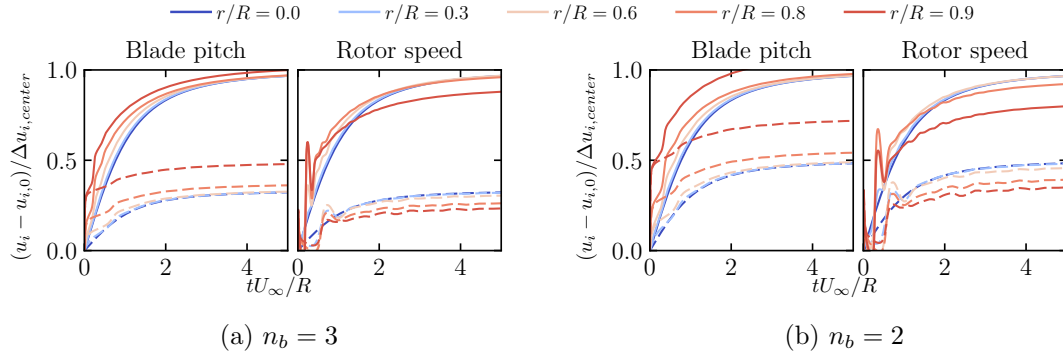 r/R = 0.0 r/R = 0.3 r/R = 0.6 r/R = 0.8 r/R = 0.9
Blade pitch Rotor speed Blade pitch Rotor speed
(u_i − u_{i,0})/Δu_{i,center} (u_i − u_{i,0})/Δu_{i,center}
1.0 1.0
0.5 0.5
0.0 0.0
0 2 4 0 2 4 0 2 4 0 2 4
tU_∞/R tU_∞/R
(a) n_b = 3 (b) n_b = 2